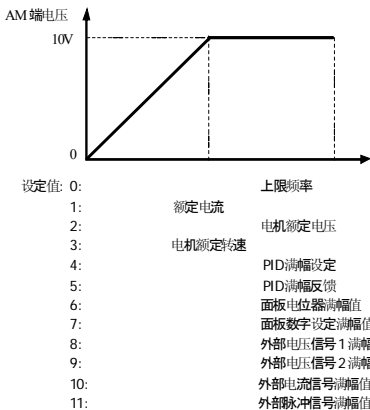 AM 端电压
10V
0
设定值: 0: 上限频率
1: 额定电流
2: 电机额定电压
3: 电机额定转速
4: PID满幅设定
5: PID满幅反馈
6: 面板电位器满幅值
7: 面板数字设定满幅值
8: 外部电压信号1满幅
9: 外部电压信号2满幅
10: 外部电流信号满幅值
11: 外部脉冲信号满幅值